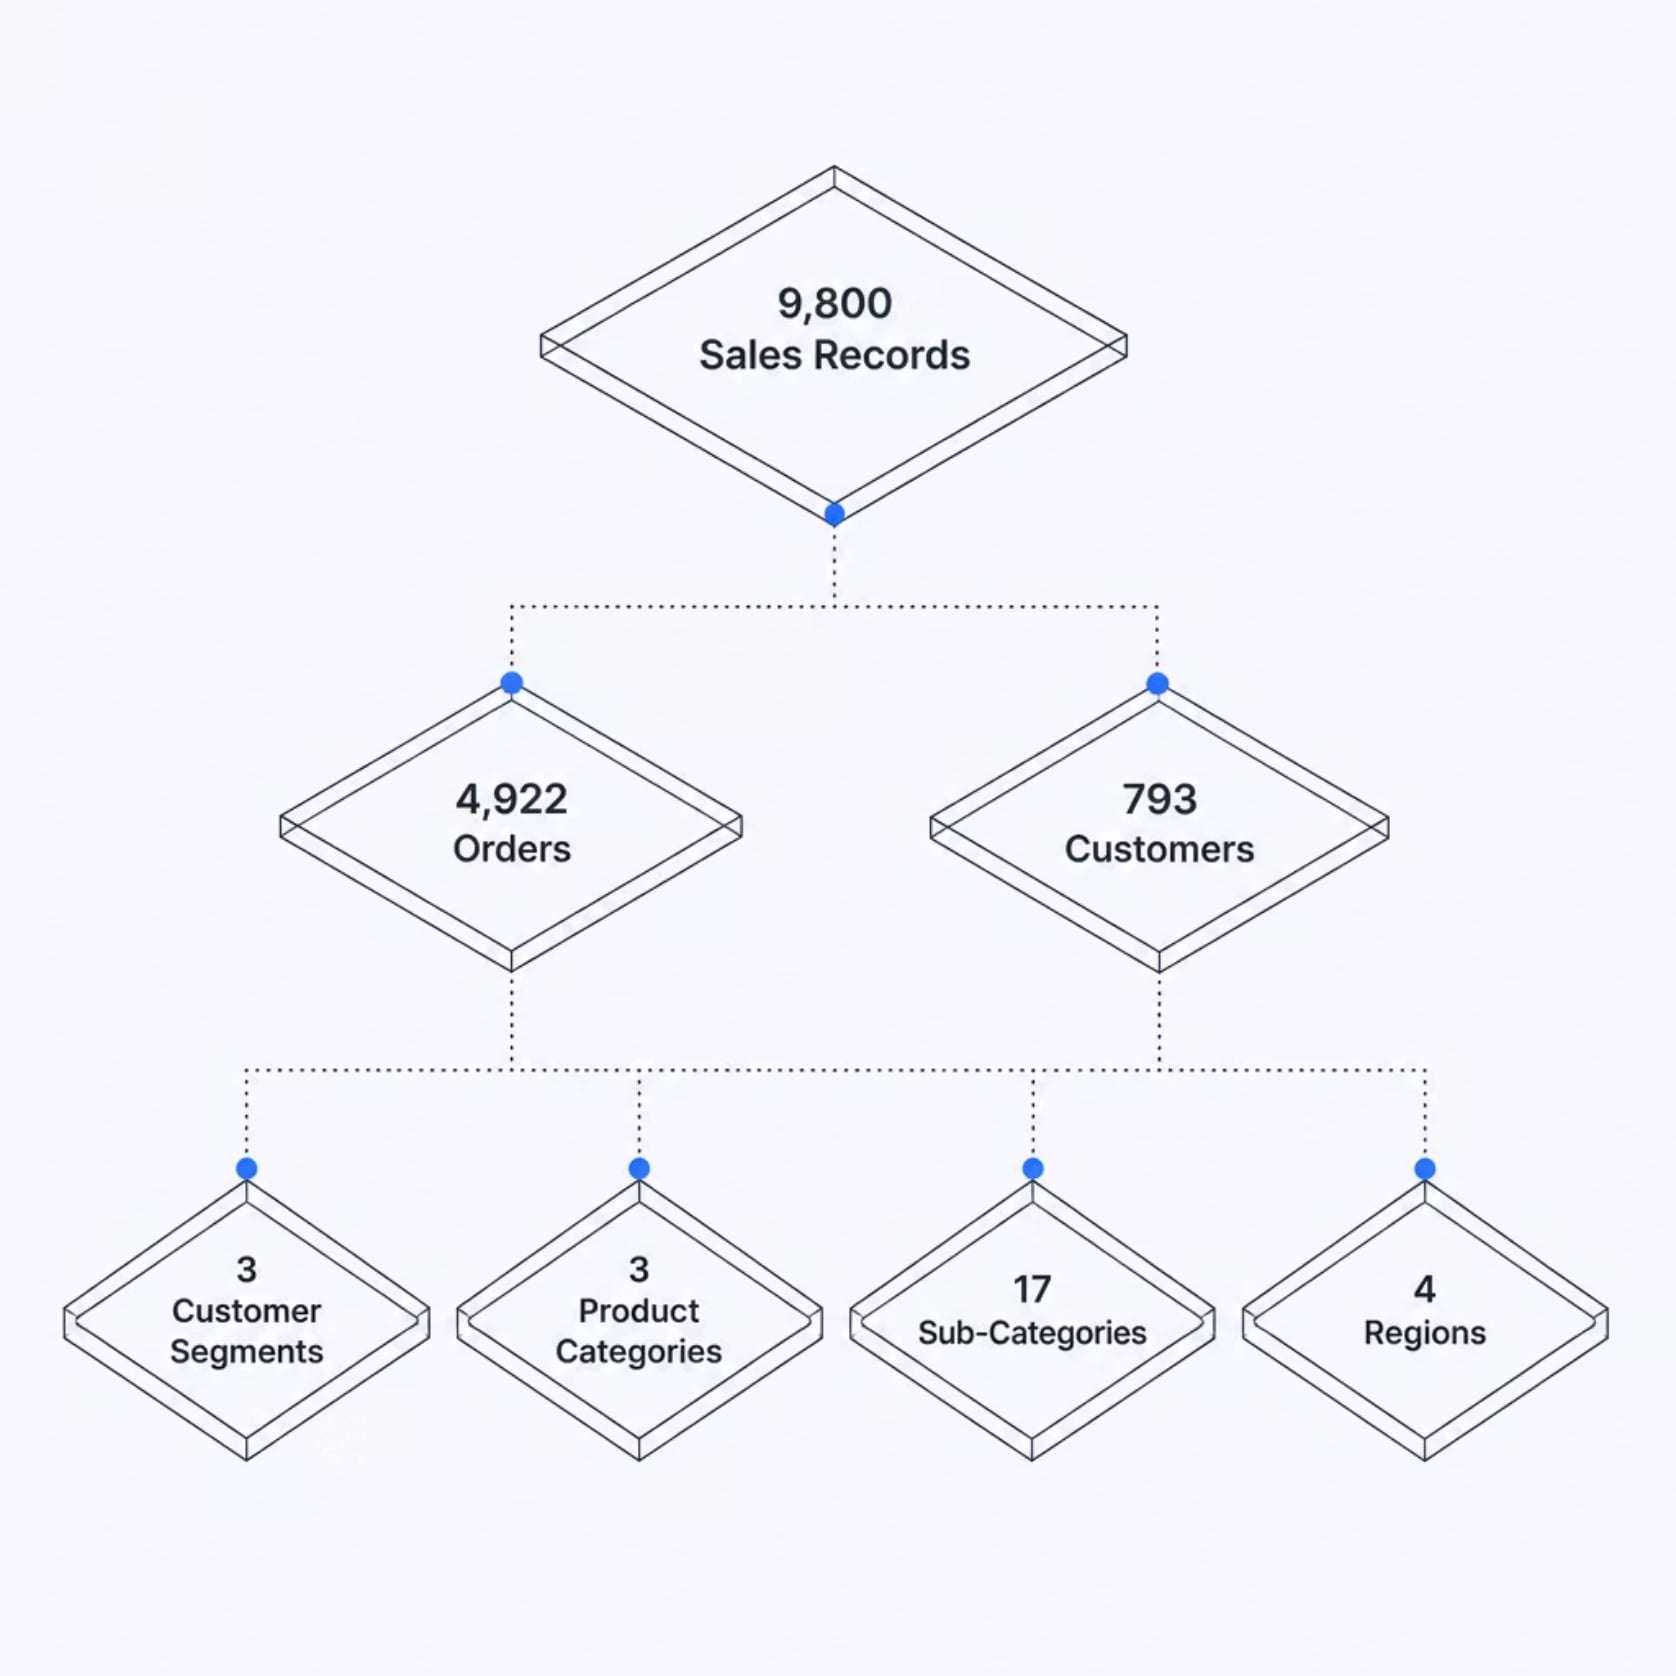 9,800
Sales Records
4,922
Orders
793
Customers
3
Customer
Segments
3
Product
Categories
17
Sub-Categories
4
Regions